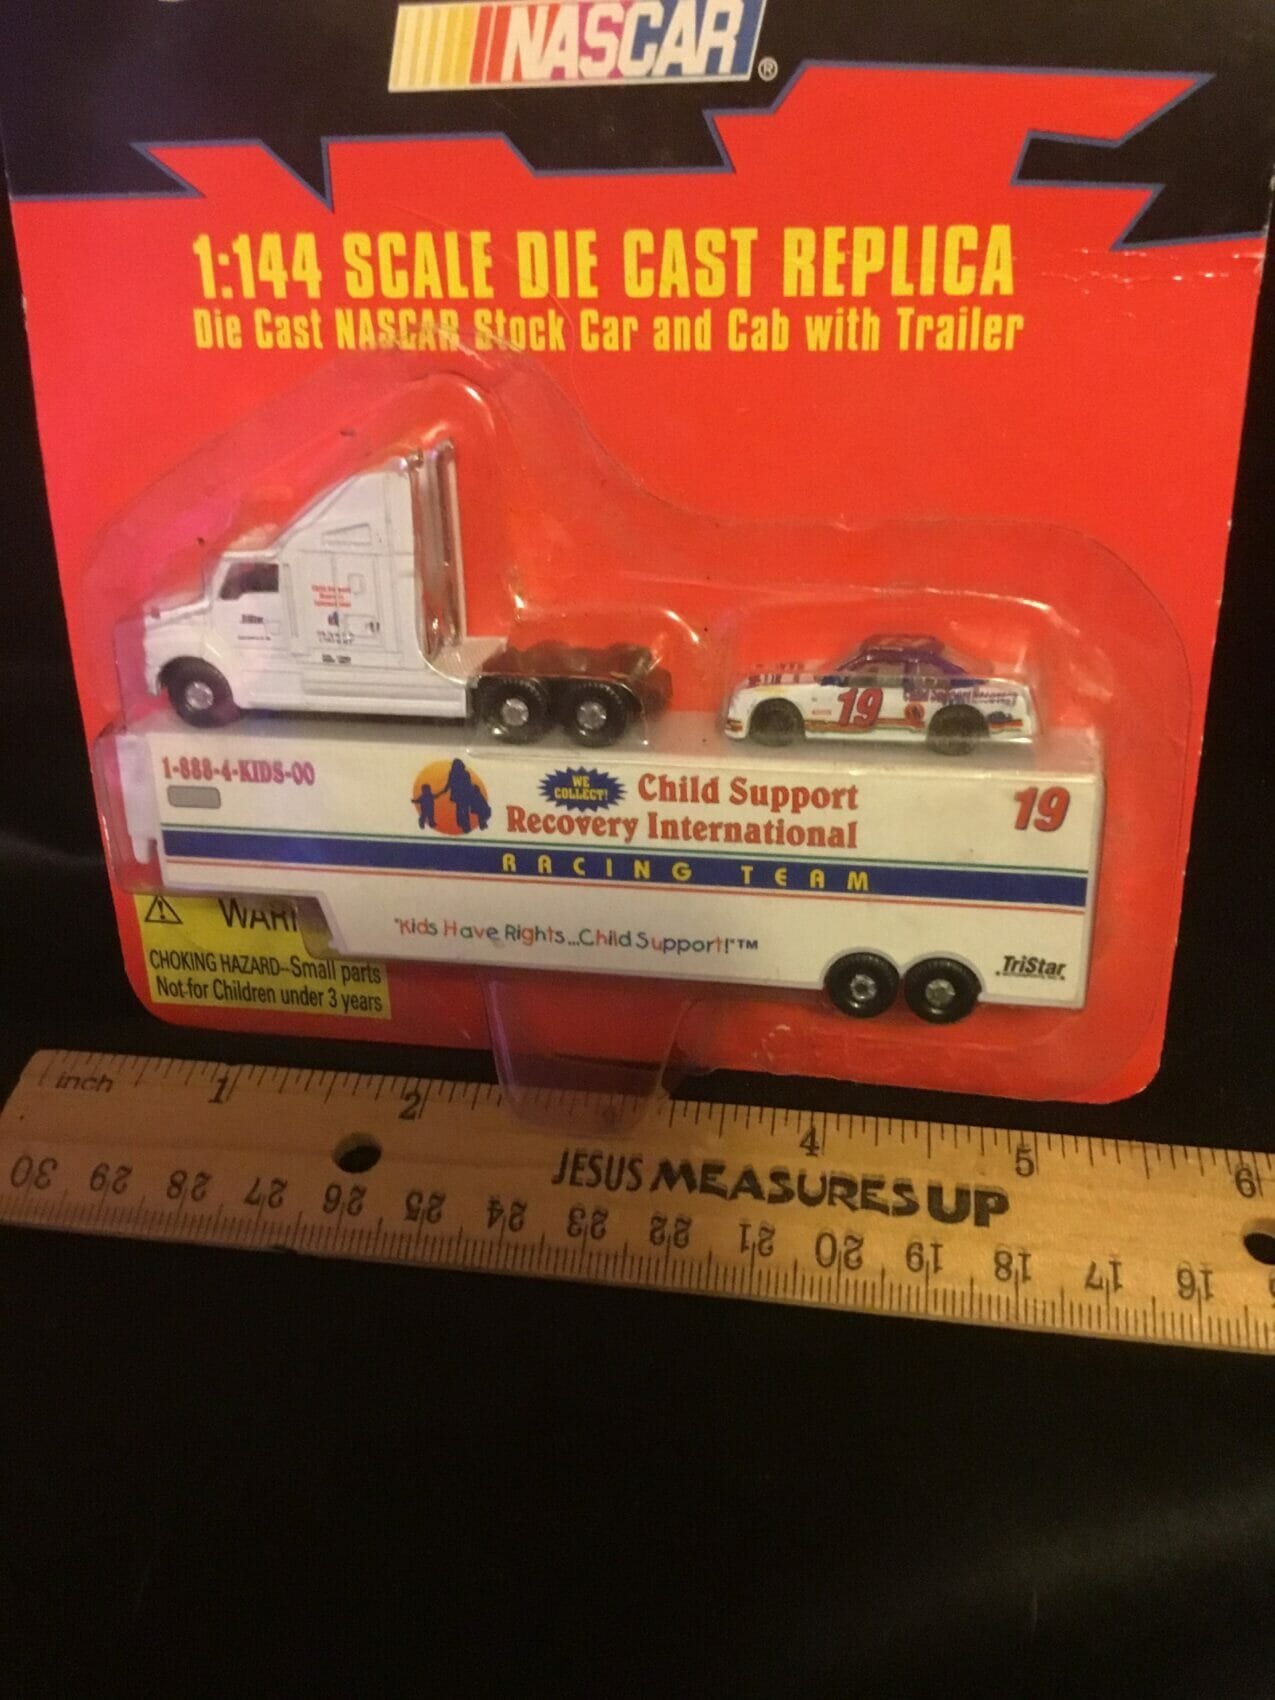 NASCAR®
1:144 SCALE DIE CAST REPLICA
Die Cast NASCAR Stock Car and Cab with Trailer
19
1-888-4-KIDS-00
WE
COLLECT!
Child Support
Recovery International
19
RACING TEAM
"Kids Have Rights...Child Support!"™
TriStar
WARN
CHOKING HAZARD--Small parts
Not for Children under 3 years
inch 1 2 4 5 6
JESUS MEASURES UP
30 29 28 27 26 25 24 23 22 21 20 19 18 17 16